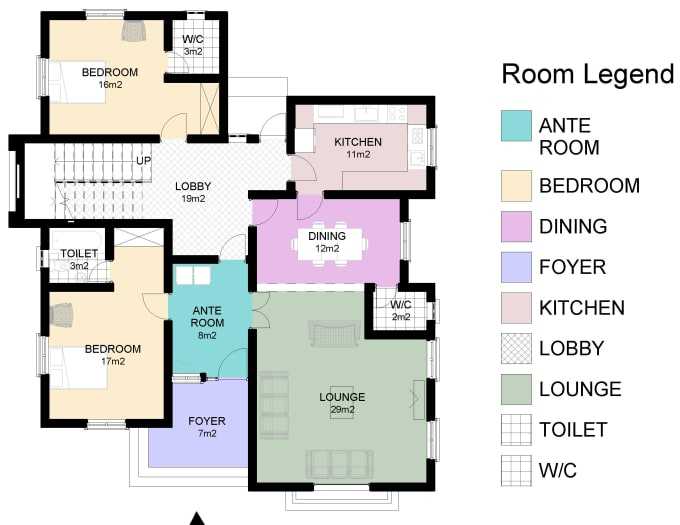 W/C
3m2
BEDROOM
16m2
UP
LOBBY
19m2
KITCHEN
11m2
DINING
12m2
TOILET
3m2
ANTE
ROOM
8m2
W/C
2m2
BEDROOM
17m2
LOUNGE
29m2
FOYER
7m2
Room Legend
ANTE
ROOM
BEDROOM
DINING
FOYER
KITCHEN
LOBBY
LOUNGE
TOILET
W/C